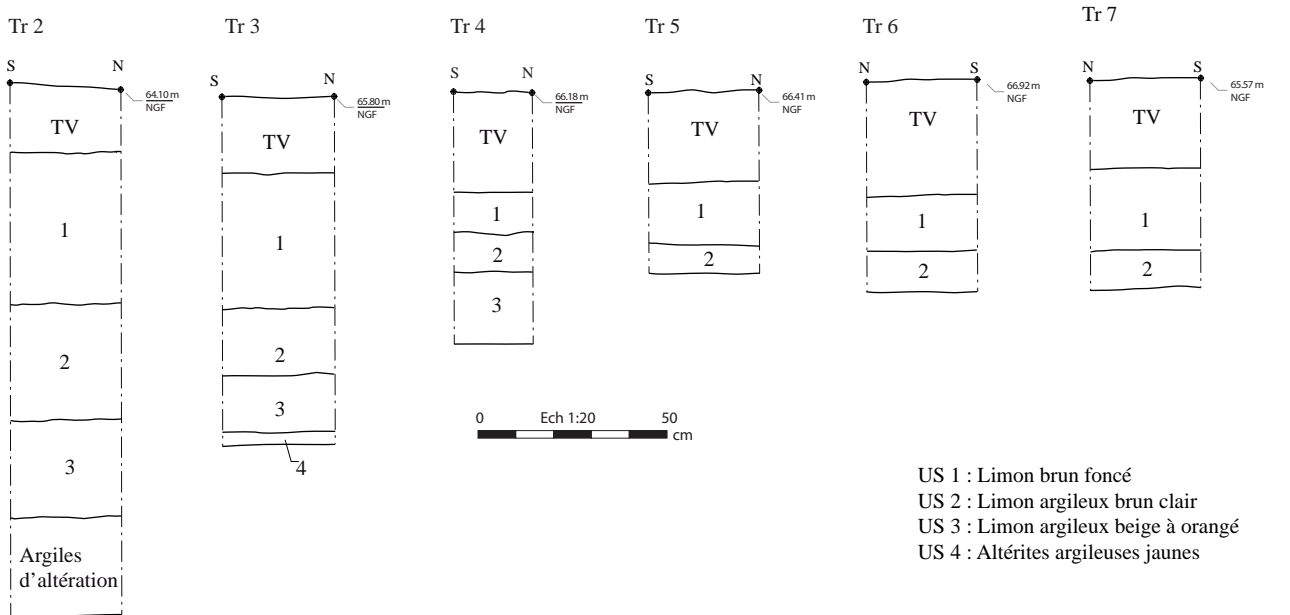 Tr 2
S N
64.10 m
NGF
TV
1
2
3
Argiles
d'altération
Tr 3
S N
65.80 m
NGF
TV
1
2
3
4
Tr 4
S N
66.18 m
NGF
TV
1
2
3
Tr 5
S N
66.41 m
NGF
TV
1
2
Tr 6
N S
66.92 m
NGF
TV
1
2
Tr 7
N S
65.57 m
NGF
TV
1
2
0 Ech 1:20 50
cm
US 1 : Limon brun foncé
US 2 : Limon argileux brun clair
US 3 : Limon argileux beige à orangé
US 4 : Altérites argileuses jaunes